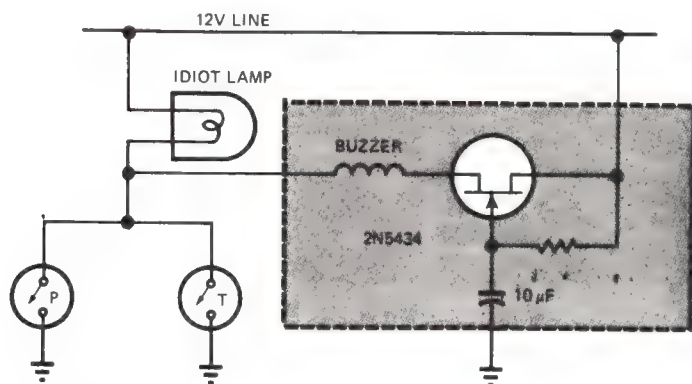 12V LINE
IDIOT LAMP
BUZZER
2N5434
P
T
10 μF